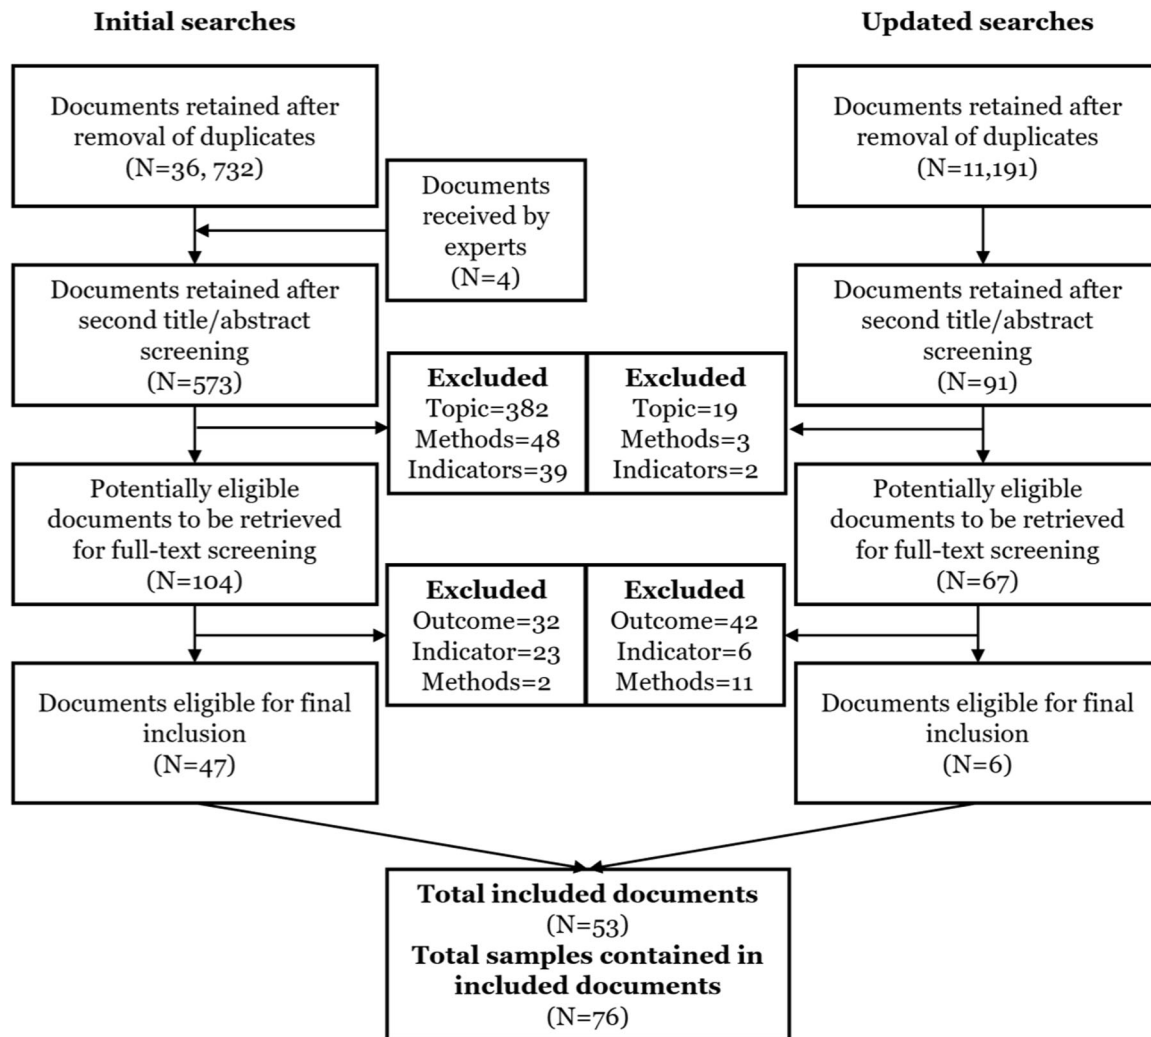 Initial searches
Updated searches
Documents retained after
removal of duplicates
(N=36, 732)
Documents
received by
experts
(N=4)
Documents retained after
removal of duplicates
(N=11,191)
Documents retained after
second title/abstract
screening
(N=573)
Documents retained after
second title/abstract
screening
(N=91)
Excluded
Topic=382
Methods=48
Indicators=39
Excluded
Topic=19
Methods=3
Indicators=2
Potentially eligible
documents to be retrieved
for full-text screening
(N=104)
Potentially eligible
documents to be retrieved
for full-text screening
(N=67)
Excluded
Outcome=32
Indicator=23
Methods=2
Excluded
Outcome=42
Indicator=6
Methods=11
Documents eligible for final
inclusion
(N=47)
Documents eligible for final
inclusion
(N=6)
Total included documents
(N=53)
Total samples contained in
included documents
(N=76)